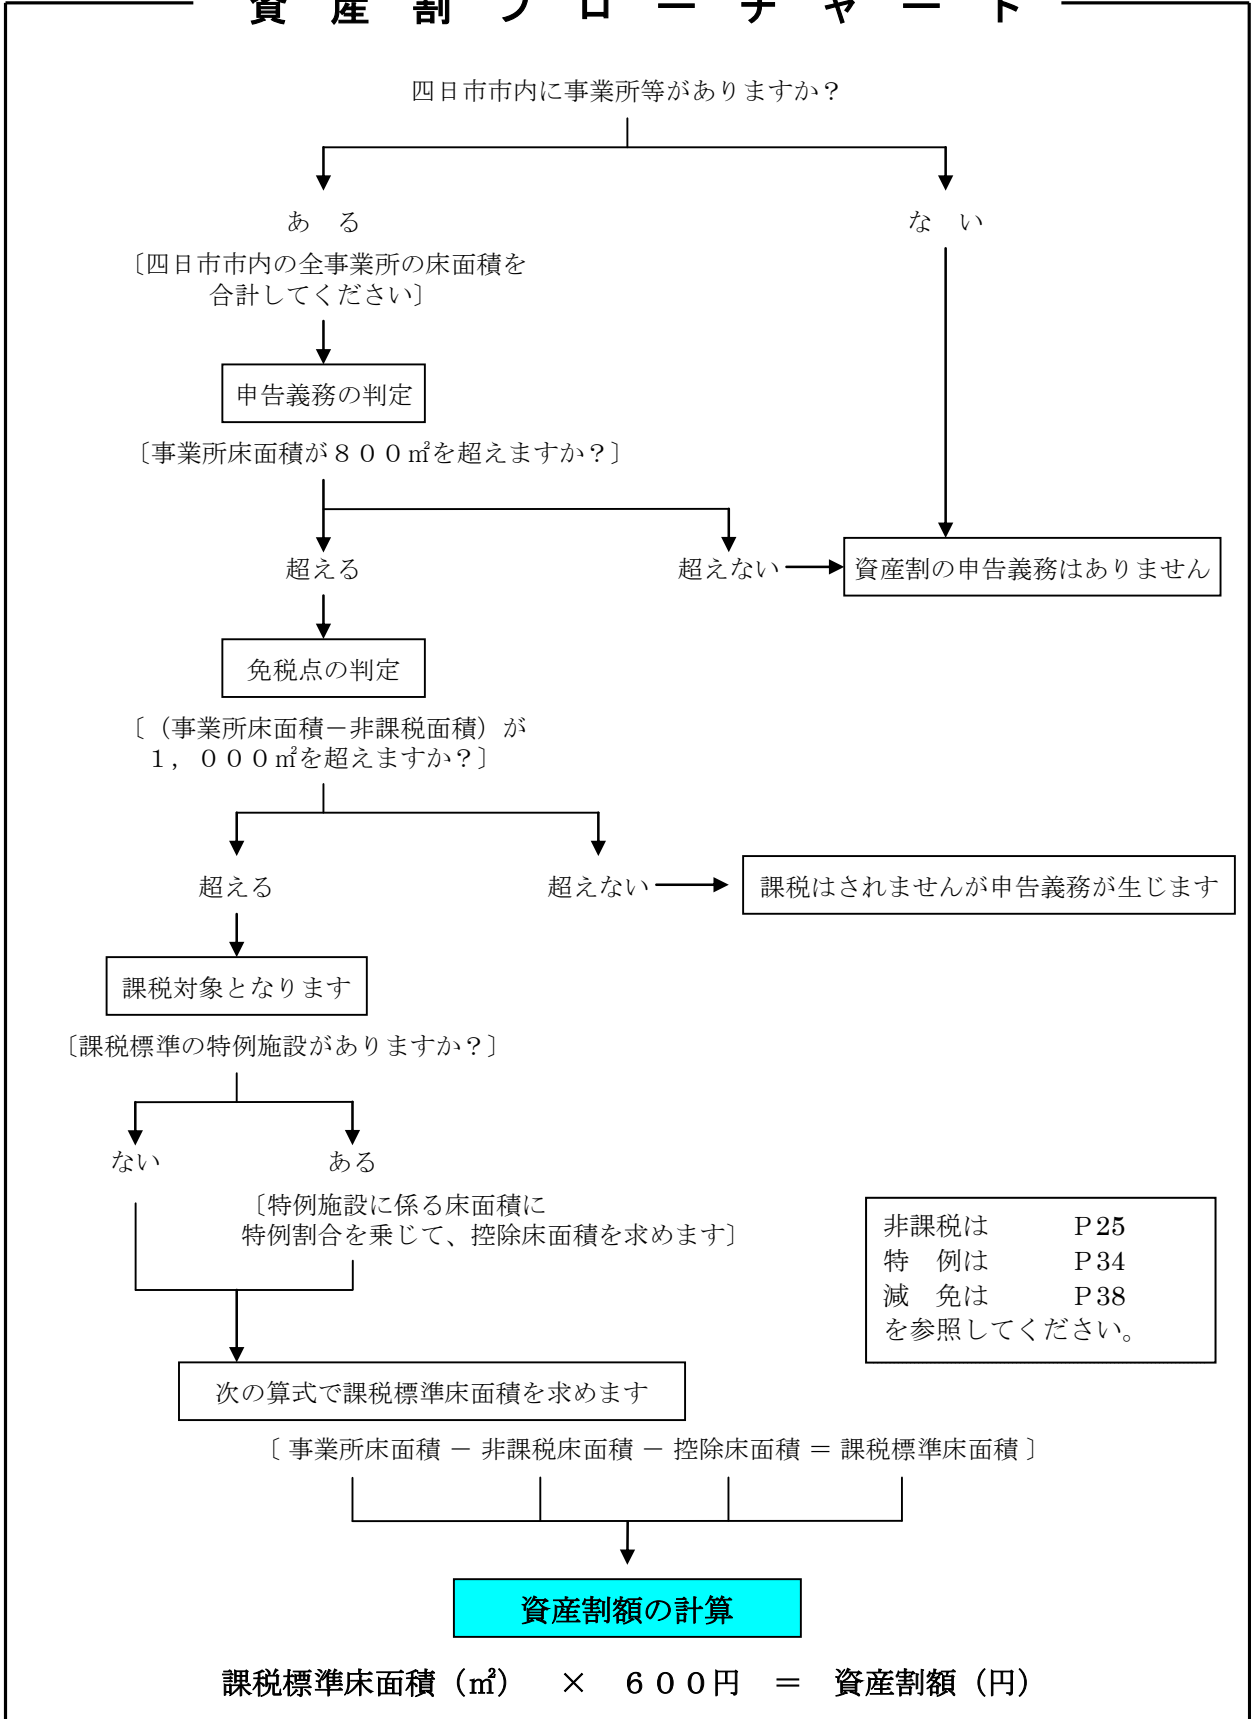 資　産　割　フ　ロ　ー　チ　ャ　ー　ト
四日市市内に事業所等がありますか？
あ　る
な　い
〔四日市市内の全事業所の床面積を
合計してください〕
申告義務の判定
〔事業所床面積が８００㎡を超えますか？〕
超える
超えない
資産割の申告義務はありません
免税点の判定
〔（事業所床面積－非課税面積）が
１，０００㎡を超えますか？〕
超える
超えない
課税はされませんが申告義務が生じます
課税対象となります
〔課税標準の特例施設がありますか？〕
ない
ある
〔特例施設に係る床面積に
特例割合を乗じて、控除床面積を求めます〕
非課税は　　　Ｐ25
特　例は　　　Ｐ34
減　免は　　　Ｐ38
を参照してください。
次の算式で課税標準床面積を求めます
〔 事業所床面積 － 非課税床面積 － 控除床面積 ＝ 課税標準床面積 〕
資産割額の計算
課税標準床面積（㎡）　×　６００円　＝　資産割額（円）